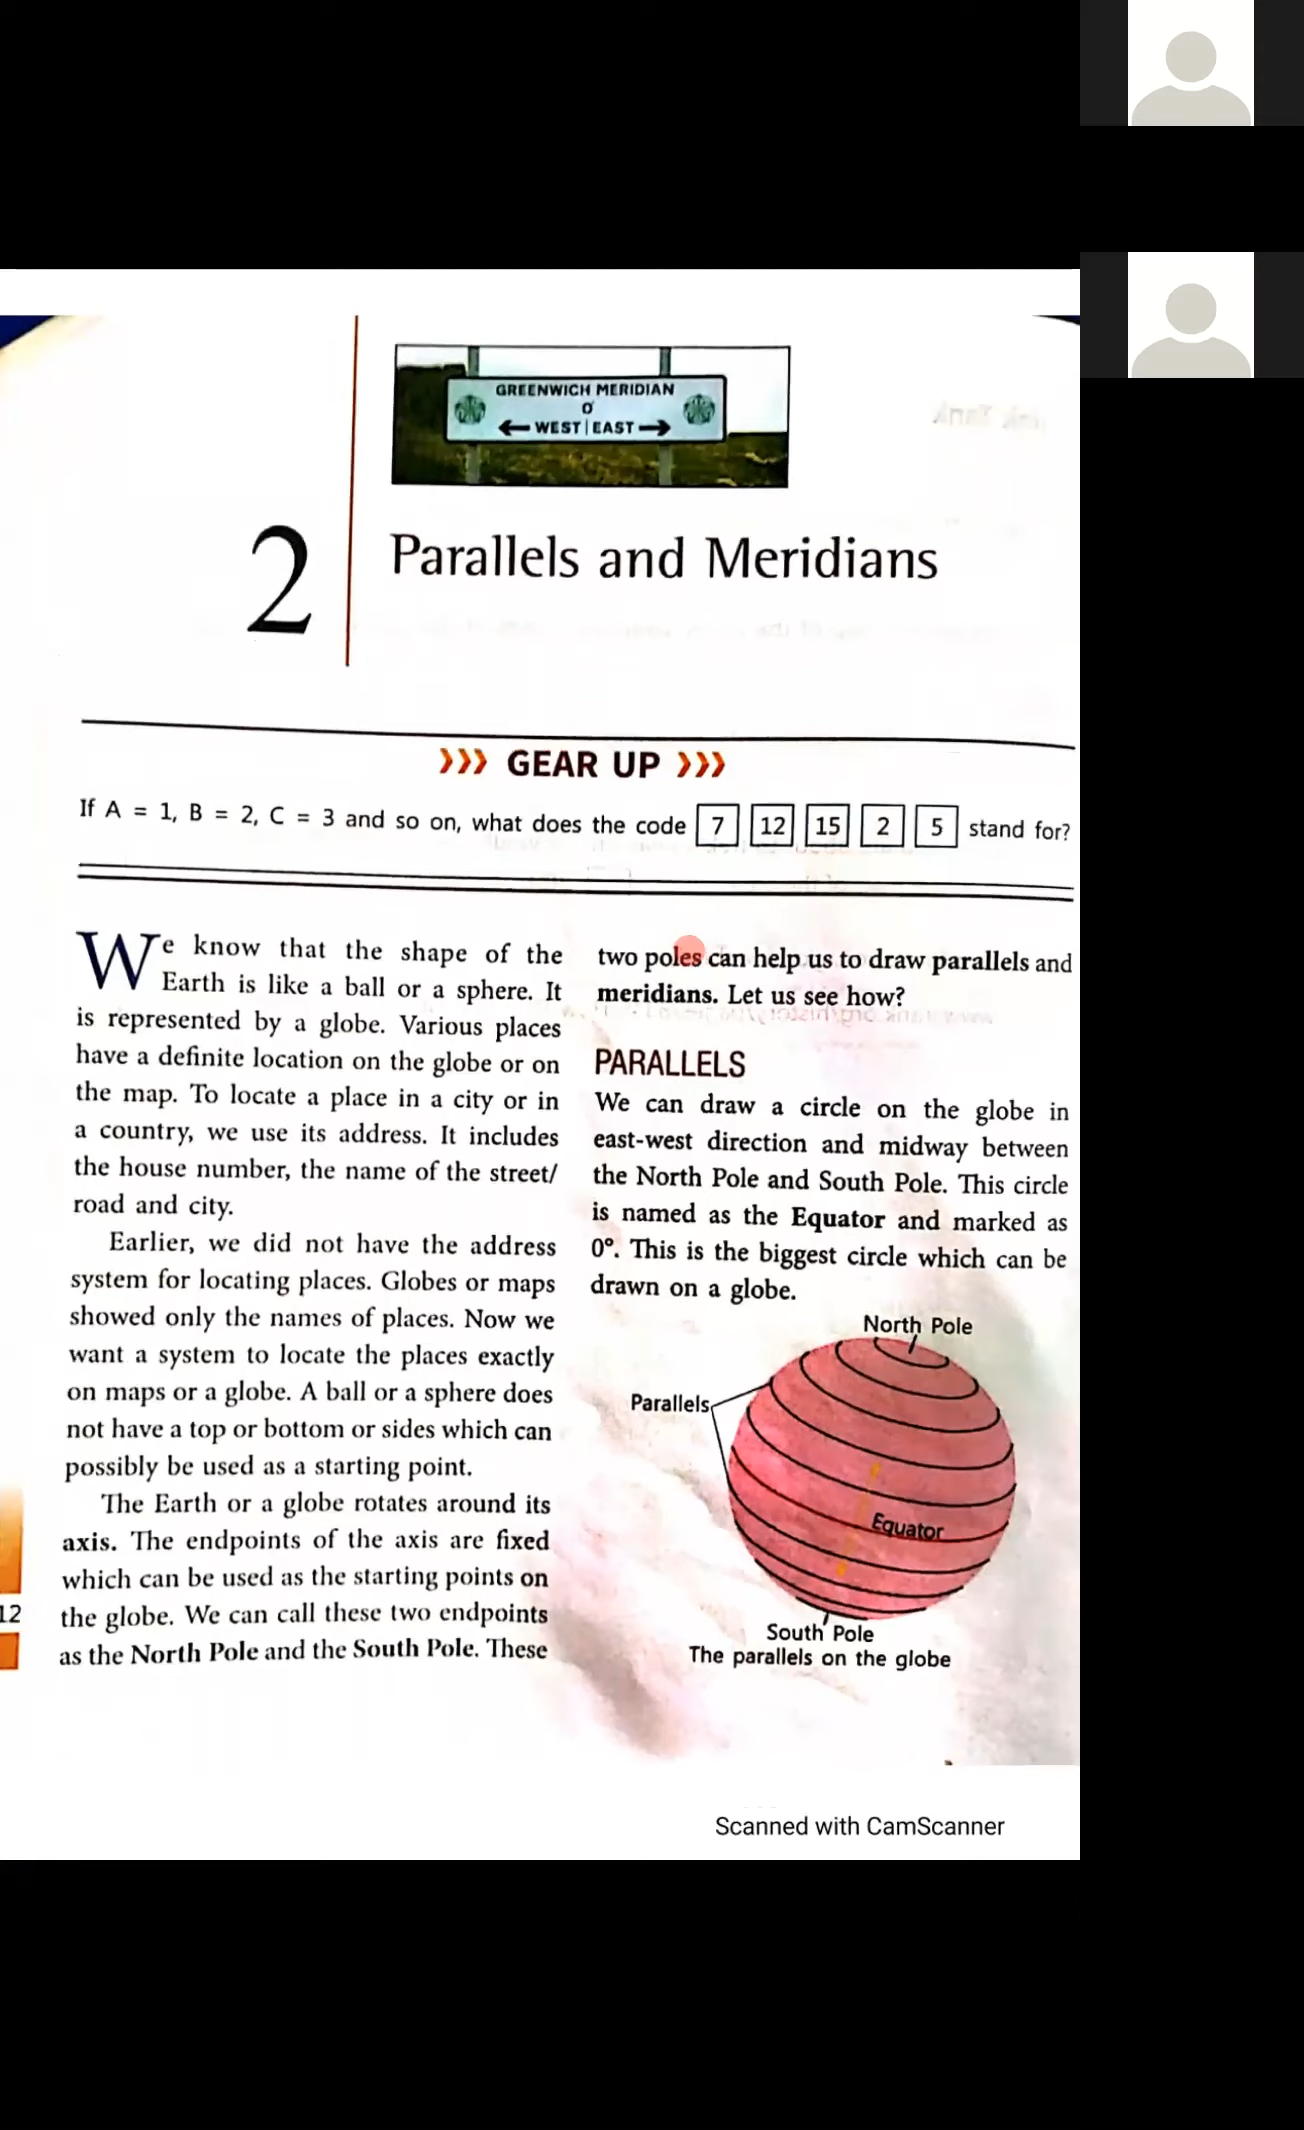 GREENWICH MERIDIAN
0°
WEST | EAST
2
Parallels and Meridians
››› GEAR UP ›››
If A = 1, B = 2, C = 3 and so on, what does the code 7 12 15 2 5 stand for?
We know that the shape of the
Earth is like a ball or a sphere. It
is represented by a globe. Various places
have a definite location on the globe or on
the map. To locate a place in a city or in
a country, we use its address. It includes
the house number, the name of the street/
road and city.
Earlier, we did not have the address
system for locating places. Globes or maps
showed only the names of places. Now we
want a system to locate the places exactly
on maps or a globe. A ball or a sphere does
not have a top or bottom or sides which can
possibly be used as a starting point.
The Earth or a globe rotates around its
axis. The endpoints of the axis are fixed
which can be used as the starting points on
the globe. We can call these two endpoints
as the North Pole and the South Pole. These
12
two poles can help us to draw parallels and
meridians. Let us see how?
PARALLELS
We can draw a circle on the globe in
east-west direction and midway between
the North Pole and South Pole. This circle
is named as the Equator and marked as
0°. This is the biggest circle which can be
drawn on a globe.
North Pole
Parallels
Equator
South Pole
The parallels on the globe
Scanned with CamScanner